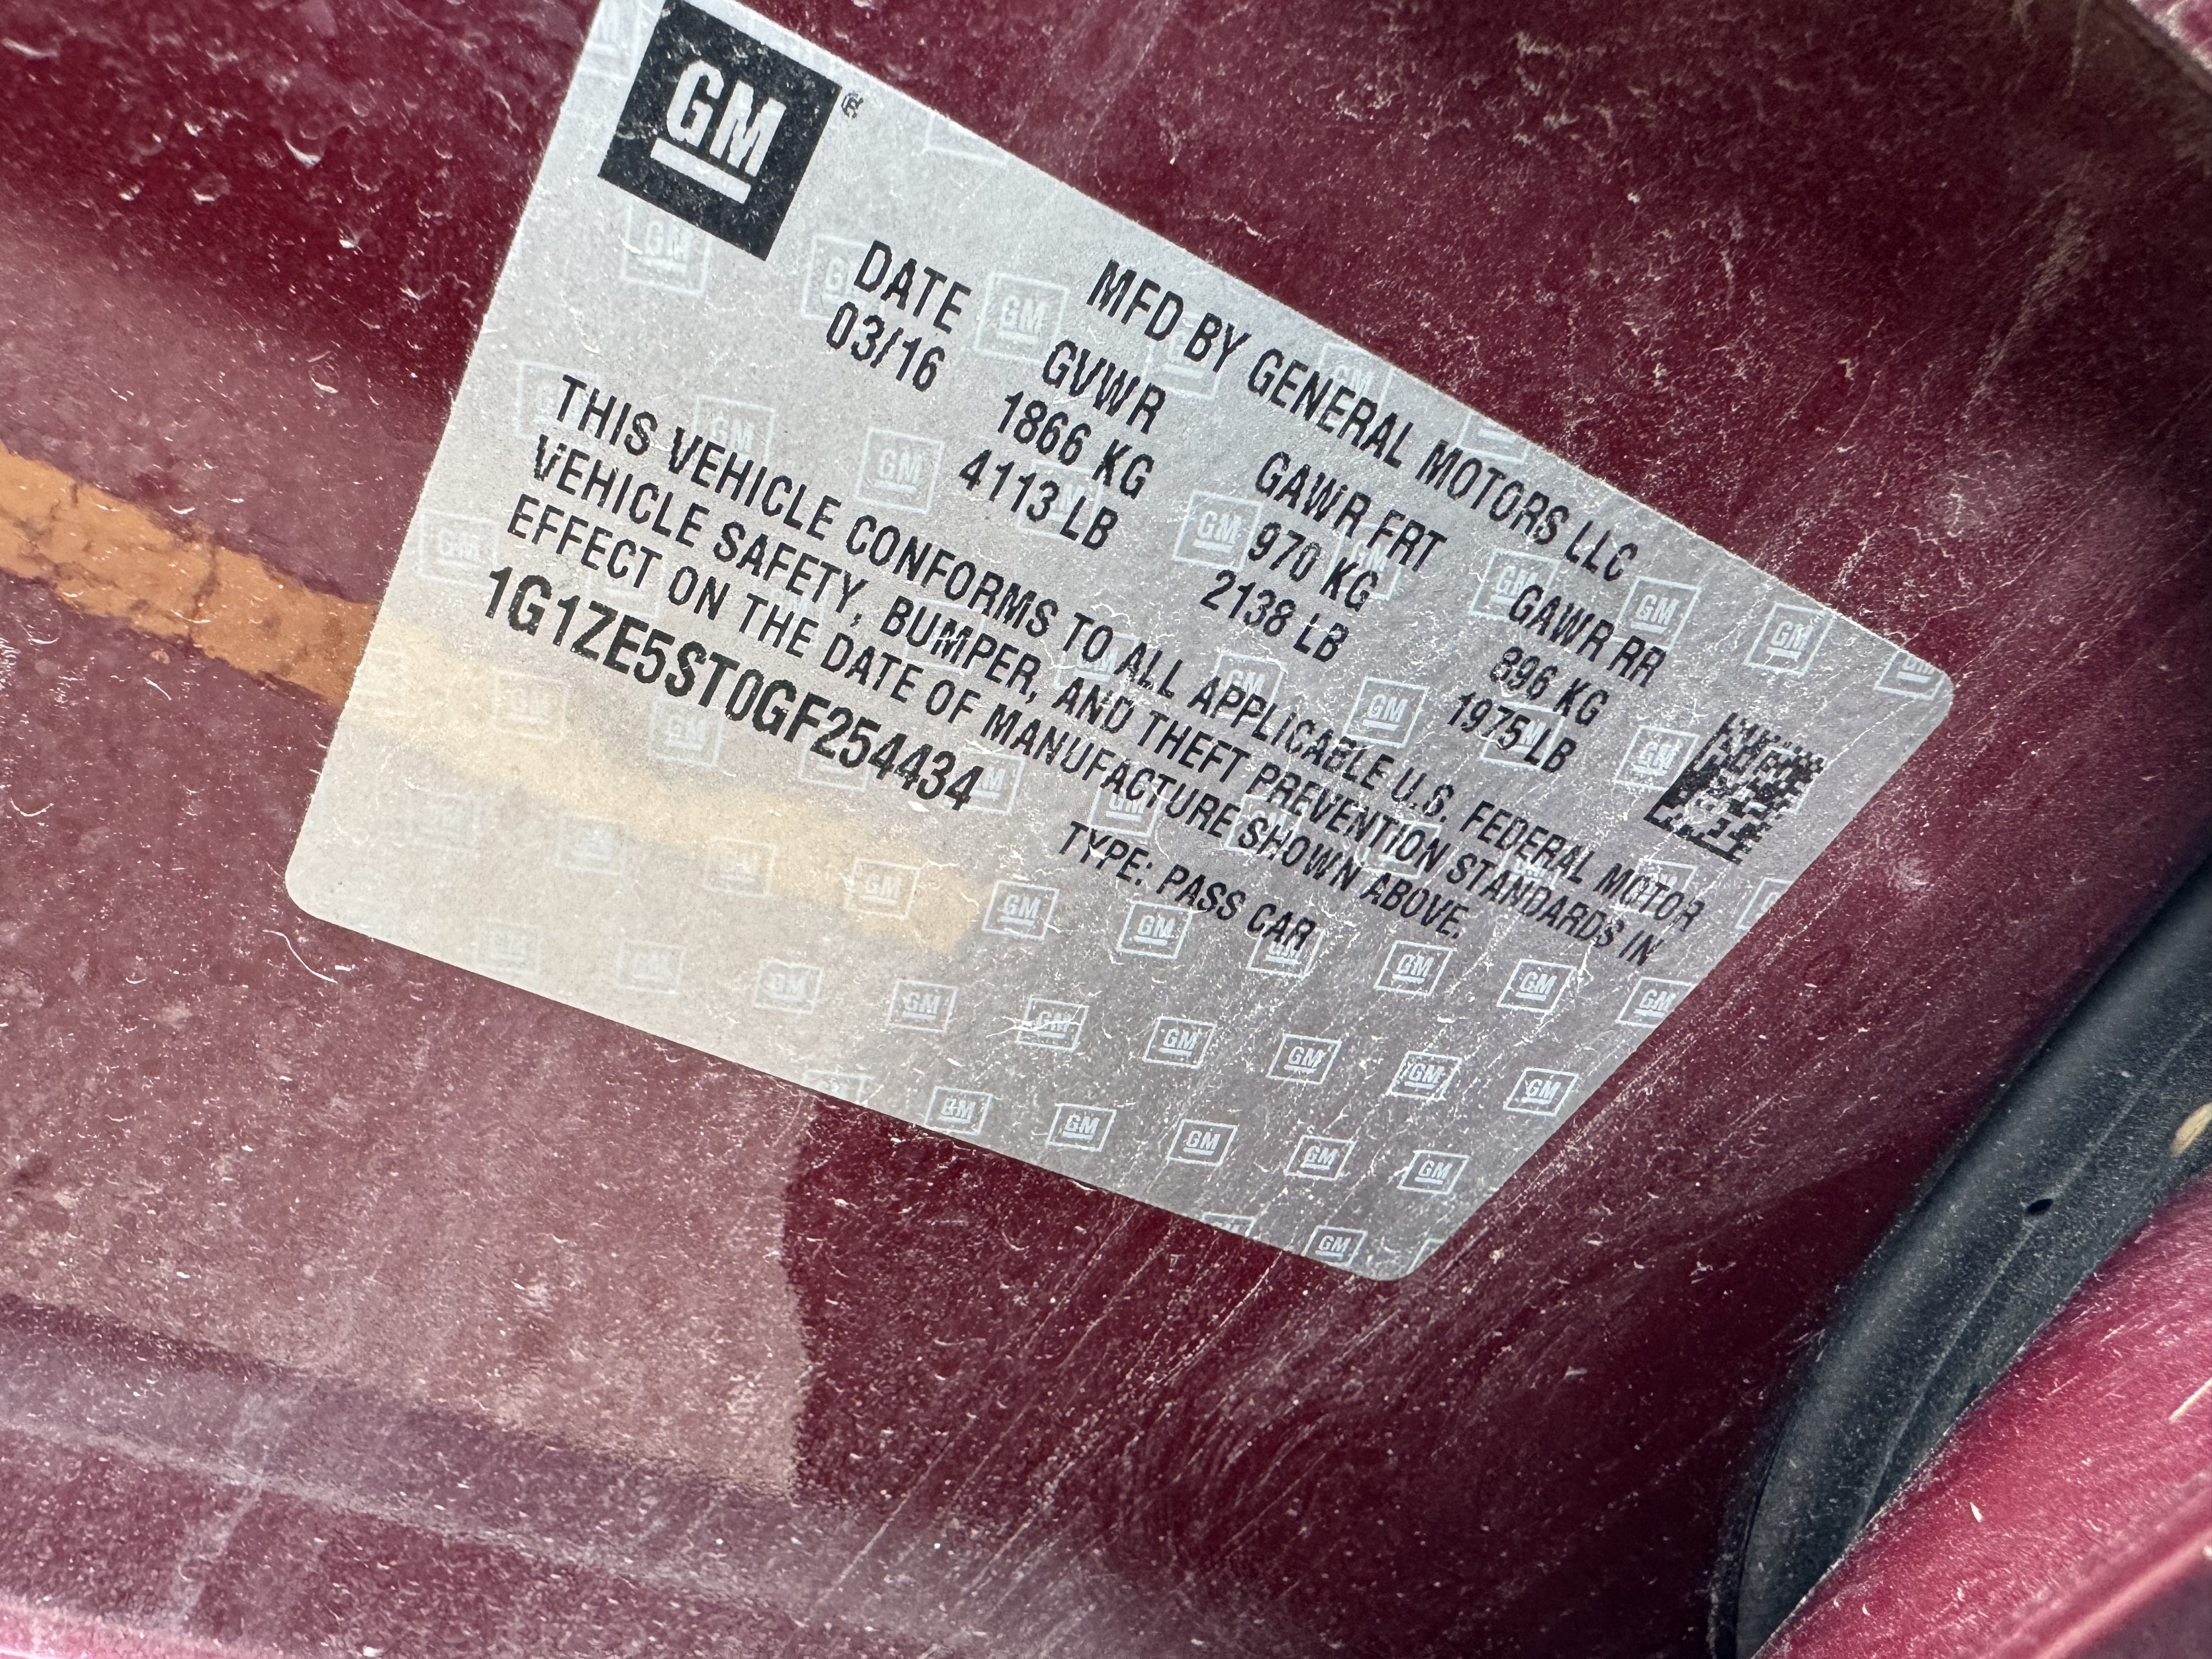 GM ®
MFD BY GENERAL MOTORS LLC
DATE GVWR GAWR FRT GAWR RR
03/16 1866 KG 970 KG 896 KG
4113 LB 2138 LB 1975 LB
THIS VEHICLE CONFORMS TO ALL APPLICABLE U.S. FEDERAL MOTOR
VEHICLE SAFETY, BUMPER, AND THEFT PREVENTION STANDARDS IN
EFFECT ON THE DATE OF MANUFACTURE SHOWN ABOVE.
1G1ZE5ST0GF254434 TYPE: PASS CAR